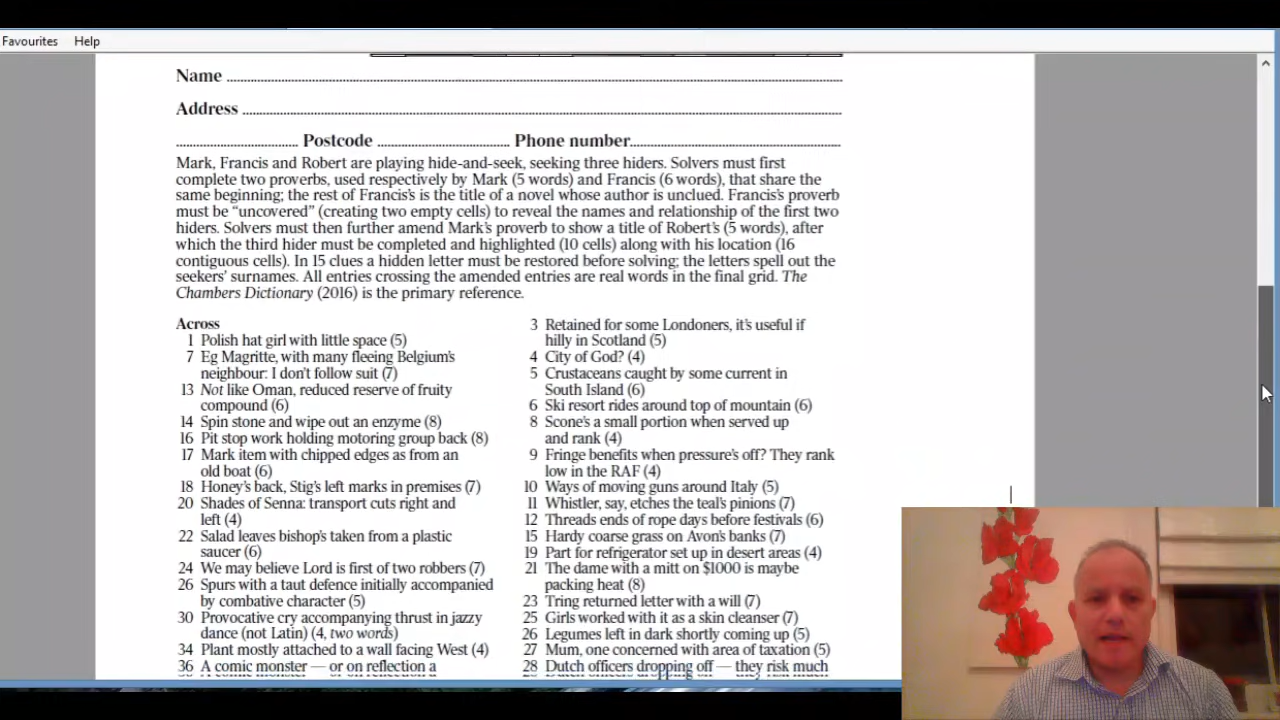 Favourites Help
Name
Address
Postcode Phone number
Mark, Francis and Robert are playing hide-and-seek, seeking three hiders. Solvers must first
complete two proverbs, used respectively by Mark (5 words) and Francis (6 words), that share the
same beginning; the rest of Francis's is the title of a novel whose author is unclued. Francis's proverb
must be “uncovered” (creating two empty cells) to reveal the names and relationship of the first two
hiders. Solvers must then further amend Mark's proverb to show a title of Robert's (5 words), after
which the third hider must be completed and highlighted (10 cells) along with his location (16
contiguous cells). In 15 clues a hidden letter must be restored before solving; the letters spell out the
seekers' surnames. All entries crossing the amended entries are real words in the final grid. The
Chambers Dictionary (2016) is the primary reference.
Across
1 Polish hat girl with little space (5)
7 Eg Magritte, with many fleeing Belgium's
neighbour: I don't follow suit (7)
13 Not like Oman, reduced reserve of fruity
compound (6)
14 Spin stone and wipe out an enzyme (8)
16 Pit stop work holding motoring group back (8)
17 Mark item with chipped edges as from an
old boat (6)
18 Honey's back, Stig's left marks in premises (7)
20 Shades of Senna: transport cuts right and
left (4)
22 Salad leaves bishop's taken from a plastic
saucer (6)
24 We may believe Lord is first of two robbers (7)
26 Spurs with a taut defence initially accompanied
by combative character (5)
30 Provocative cry accompanying thrust in jazzy
dance (not Latin) (4, two words)
34 Plant mostly attached to a wall facing West (4)
36 A comic monster — or on reflection a
3 Retained for some Londoners, it's useful if
hilly in Scotland (5)
4 City of God? (4)
5 Crustaceans caught by some current in
South Island (6)
6 Ski resort rides around top of mountain (6)
8 Scone's a small portion when served up
and rank (4)
9 Fringe benefits when pressure's off? They rank
low in the RAF (4)
10 Ways of moving guns around Italy (5)
11 Whistler, say, etches the teal's pinions (7)
12 Threads ends of rope days before festivals (6)
15 Hardy coarse grass on Avon's banks (7)
19 Part for refrigerator set up in desert areas (4)
21 The dame with a mitt on $1000 is maybe
packing heat (8)
23 Tring returned letter with a will (7)
25 Girls worked with it as a skin cleanser (7)
26 Legumes left in dark shortly coming up (5)
27 Mum, one concerned with area of taxation (5)
28 Dutch officers dropping off — they risk much